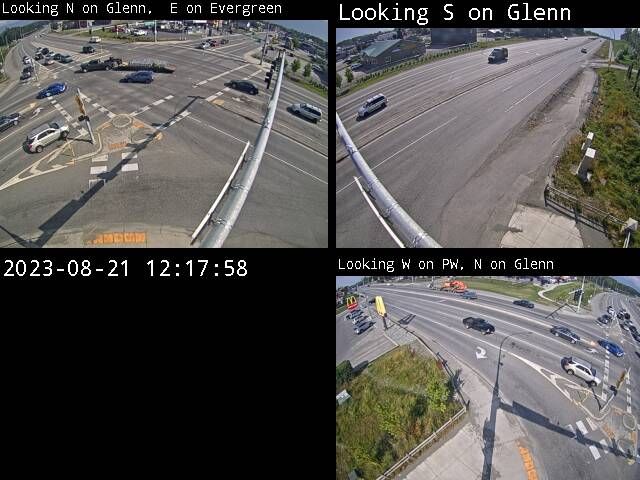 Looking N on Glenn,  E on Evergreen
Looking S on Glenn
2023-08-21 12:17:58
Looking W on PW, N on Glenn